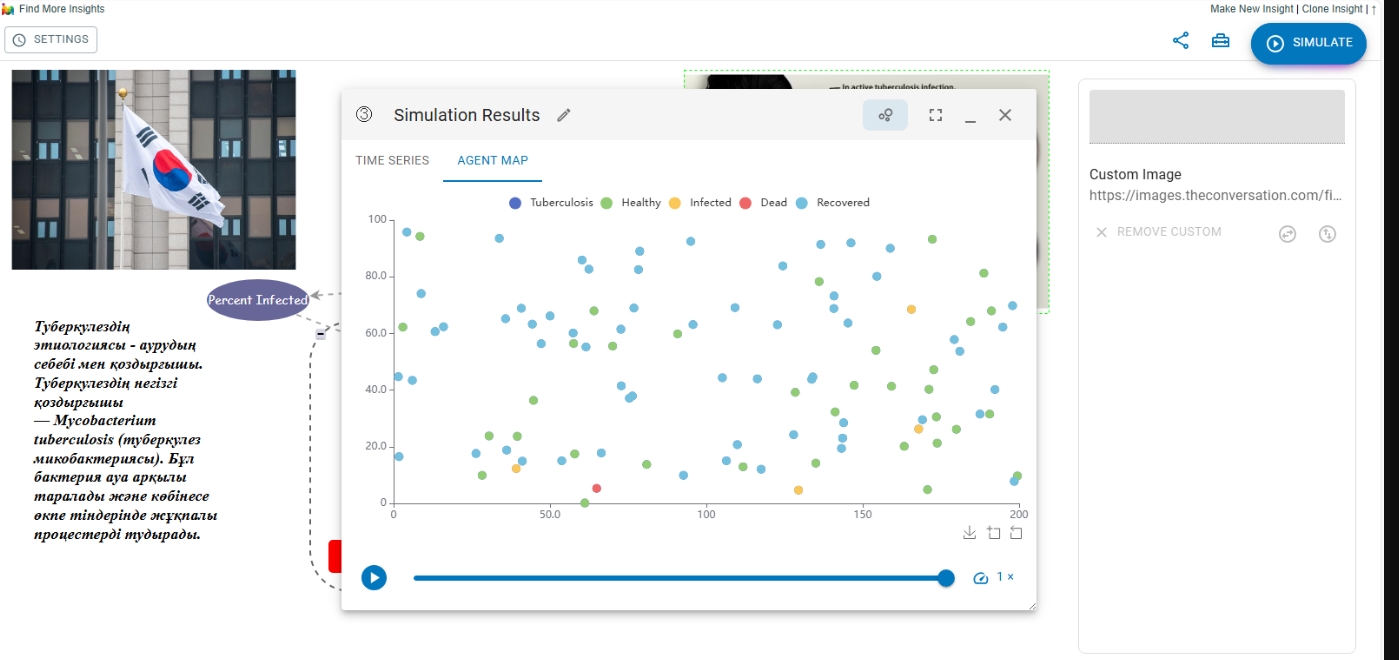 Find More Insights
Make New Insight | Clone Insight | ↑
SETTINGS
SIMULATE
In active tuberculosis infection,
③ Simulation Results
TIME SERIES AGENT MAP
Tuberculosis Healthy Infected Dead Recovered
100
80.0
60.0
40.0
20.0
0
0 50.0 100 150 200
1 ×
Percent Infected
Туберкулездің
этиологиясы - аурудың
себебі мен қоздырғышы.
Туберкулездің негізгі
қоздырғышы
— Mycobacterium
tuberculosis (туберкулез
микобактериясы). Бұл
бактерия ауа арқылы
таралады және көбінесе
өкпе тіндерінде жұқпалы
процестерді тудырады.
Custom Image
https://images.theconversation.com/fi...
REMOVE CUSTOM